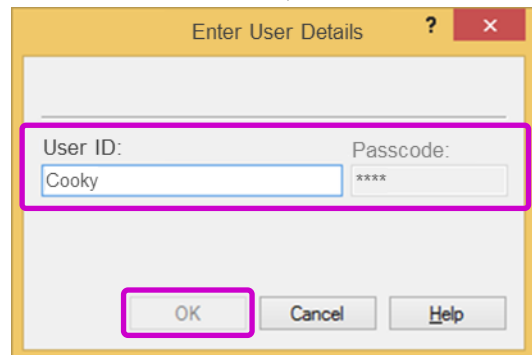 Enter User Details ? ×
User ID: Passcode:
Cooky ****
OK Cancel Help